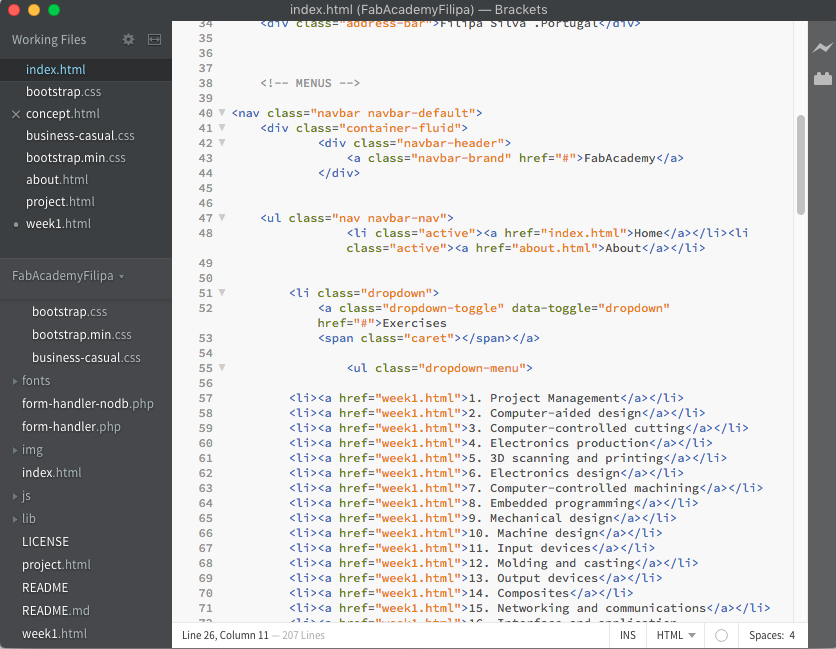 index.html (FabAcademyFilipa) — Brackets
Working Files
index.html
bootstrap.css
concept.html
business-casual.css
bootstrap.min.css
about.html
project.html
week1.html
FabAcademyFilipa
bootstrap.css
bootstrap.min.css
business-casual.css
fonts
form-handler-nodb.php
form-handler.php
img
index.html
js
lib
LICENSE
project.html
README
README.md
week1.html
34 <div class="address-bar">Filipa Silva .Portugal</div>
35
36
37
38 <!-- MENUS -->
39
40 <nav class="navbar navbar-default">
41 <div class="container-fluid">
42 <div class="navbar-header">
43 <a class="navbar-brand" href="#">FabAcademy</a>
44 </div>
45
46
47 <ul class="nav navbar-nav">
48 <li class="active"><a href="index.html">Home</a></li><li
class="active"><a href="about.html">About</a></li>
49
50
51 <li class="dropdown">
52 <a class="dropdown-toggle" data-toggle="dropdown"
href="#">Exercises
53 <span class="caret"></span></a>
54
55 <ul class="dropdown-menu">
56
57 <li><a href="week1.html">1. Project Management</a></li>
58 <li><a href="week1.html">2. Computer-aided design</a></li>
59 <li><a href="week1.html">3. Computer-controlled cutting</a></li>
60 <li><a href="week1.html">4. Electronics production</a></li>
61 <li><a href="week1.html">5. 3D scanning and printing</a></li>
62 <li><a href="week1.html">6. Electronics design</a></li>
63 <li><a href="week1.html">7. Computer-controlled machining</a></li>
64 <li><a href="week1.html">8. Embedded programming</a></li>
65 <li><a href="week1.html">9. Mechanical design</a></li>
66 <li><a href="week1.html">10. Machine design</a></li>
67 <li><a href="week1.html">11. Input devices</a></li>
68 <li><a href="week1.html">12. Molding and casting</a></li>
69 <li><a href="week1.html">13. Output devices</a></li>
70 <li><a href="week1.html">14. Composites</a></li>
71 <li><a href="week1.html">15. Networking and communications</a></li>
72 <li><a href="week1.html">16. Interface and application
Line 26, Column 11 — 207 Lines
INS
HTML
Spaces: 4